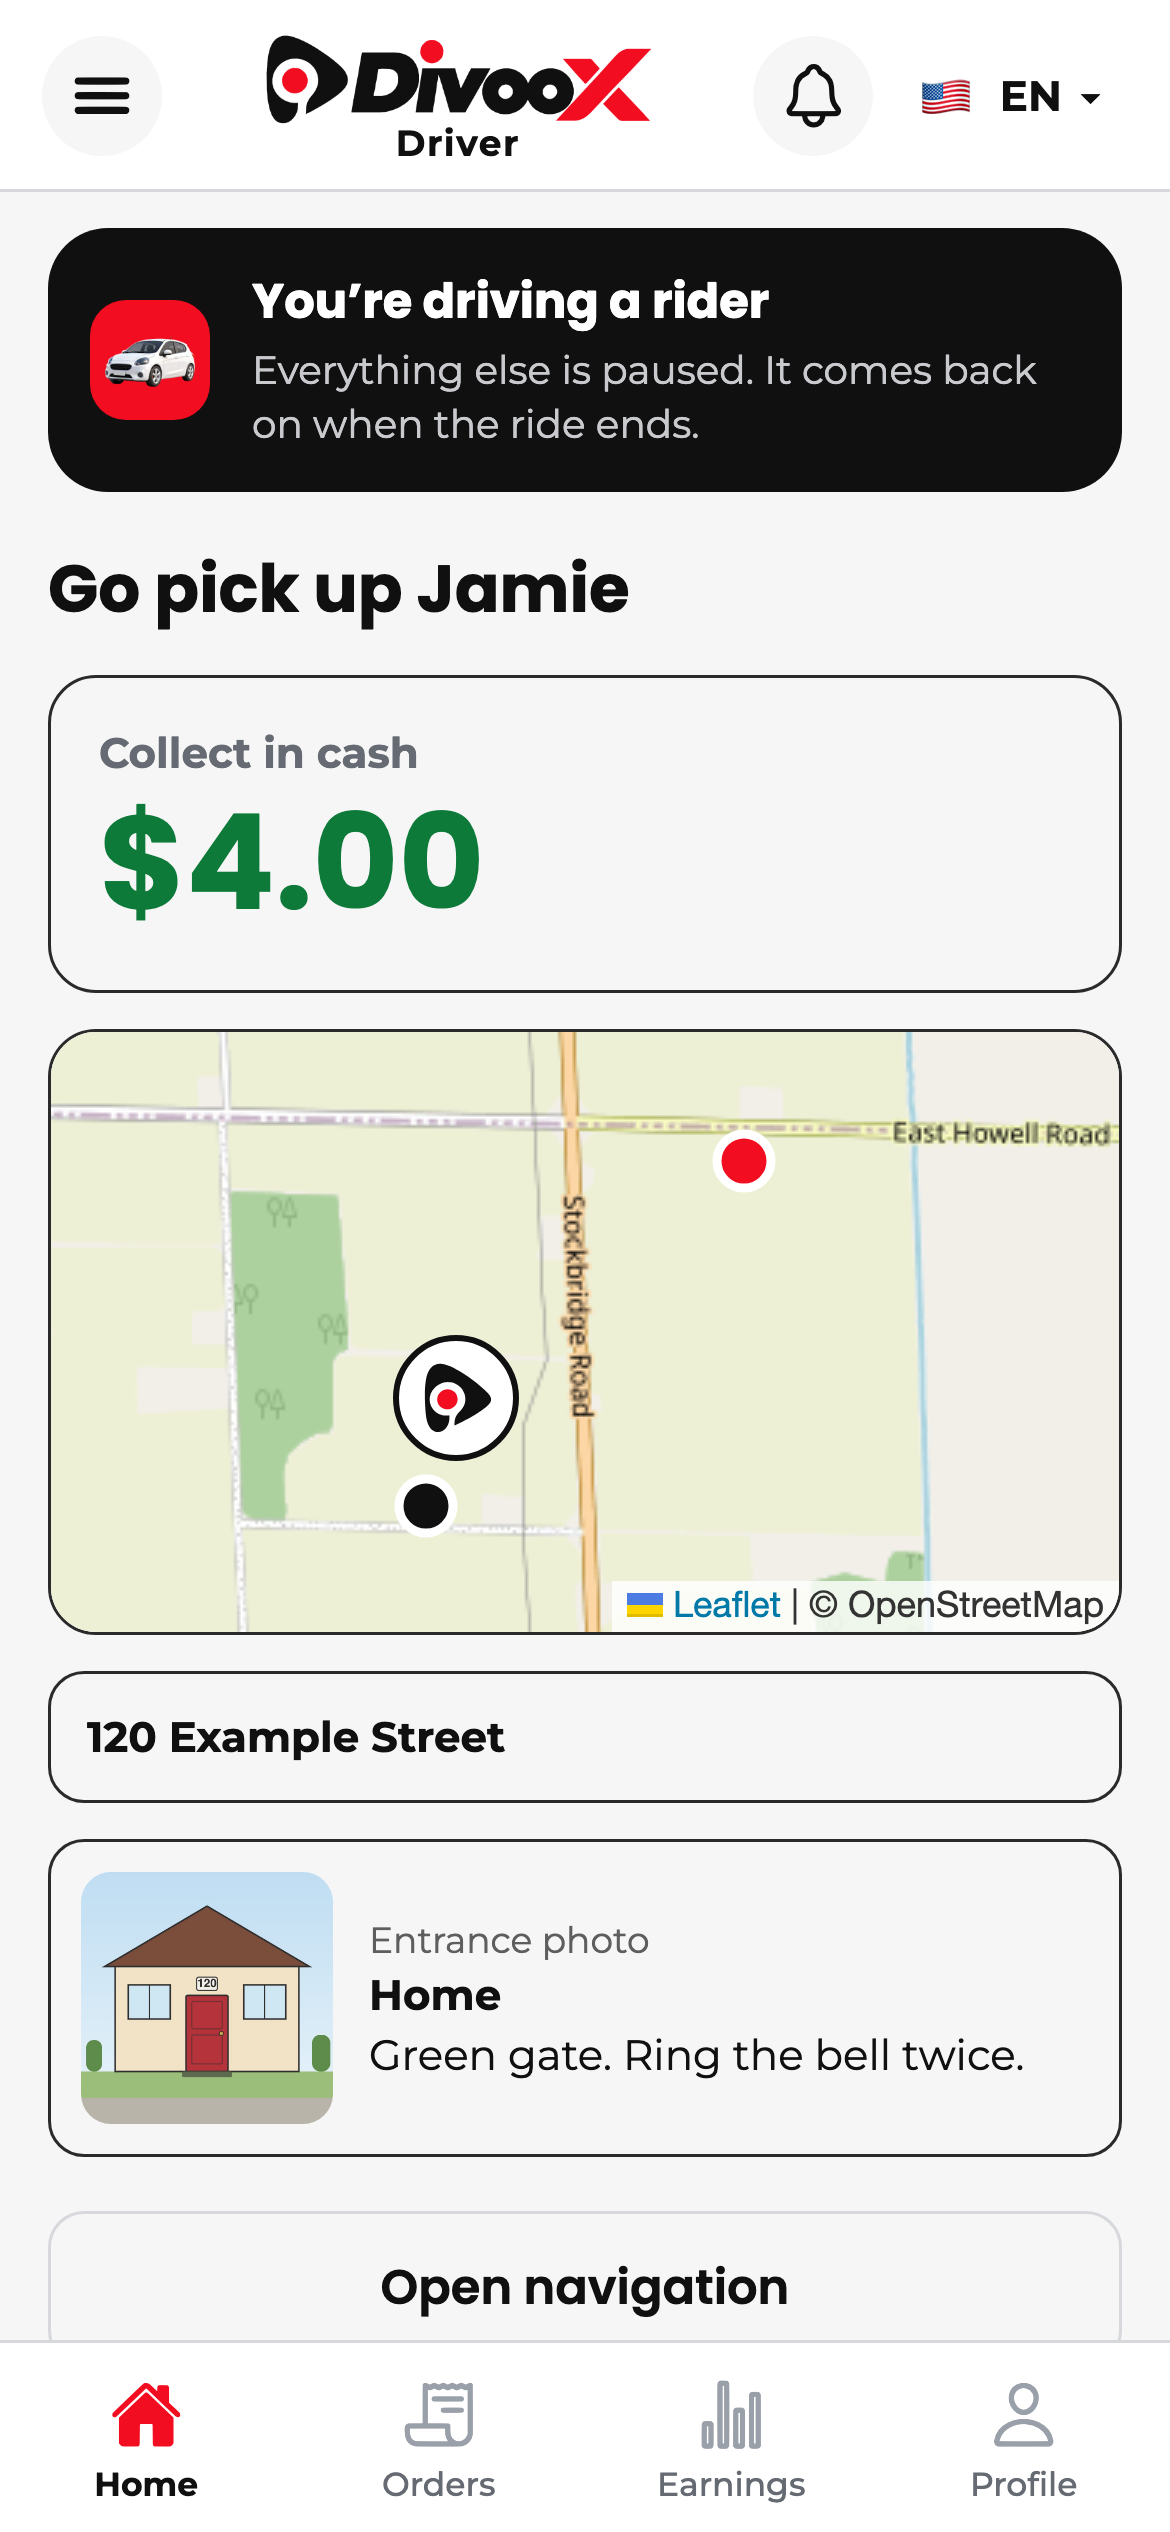 DivooX
Driver
EN
You’re driving a rider
Everything else is paused. It comes back
on when the ride ends.
Go pick up Jamie
Collect in cash
$4.00
East Howell Road
Stockbridge Road
Leaflet | © OpenStreetMap
120 Example Street
120
Entrance photo
Home
Green gate. Ring the bell twice.
Open navigation
Home
Orders
Earnings
Profile